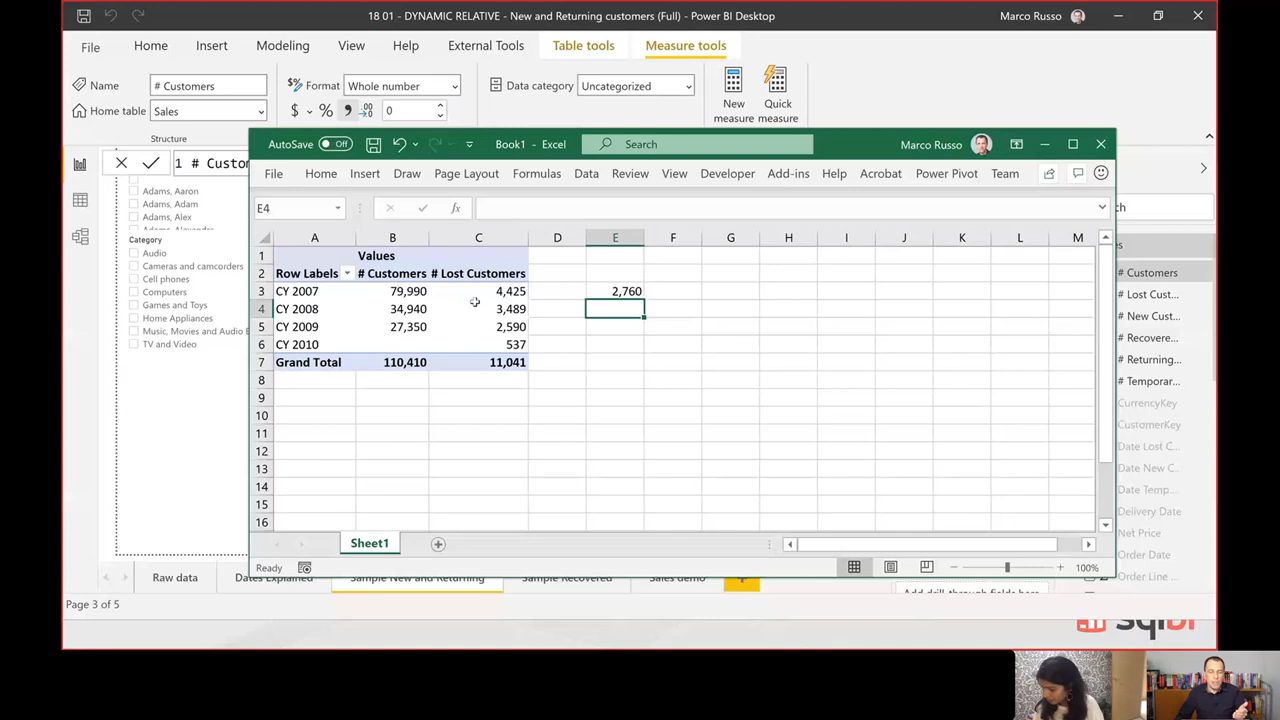 18 01 - DYNAMIC RELATIVE - New and Returning customers (Full) - Power BI Desktop
Marco Russo
File Home Insert Modeling View Help External Tools Table tools Measure tools
Name # Customers
Format Whole number
Data category Uncategorized
New measure
Quick measure
Home table Sales
$ % 0
Structure
1 # Custom
Adams, Aaron
Adams, Adam
Adams, Alex
Category
Audio
Cameras and camcorders
Cell phones
Computers
Games and Toys
Home Appliances
Music, Movies and Audio
TV and Video
AutoSave Off
Book1 - Excel
Search
Marco Russo
File Home Insert Draw Page Layout Formulas Data Review View Developer Add-ins Help Acrobat Power Pivot Team
E4
fx
A B C D E F G H I J K L M
1 Values
2 Row Labels # Customers # Lost Customers
3 CY 2007 79,990 4,425 2,760
4 CY 2008 34,940 3,489
5 CY 2009 27,350 2,590
6 CY 2010 537
7 Grand Total 110,410 11,041
8
9
10
11
12
13
14
15
16
Sheet1
Ready
100%
# Customers
# Lost Cust...
# New Cust...
# Recovere...
# Returning...
# Temporar...
CurrencyKey
CustomerKey
Date Lost C...
Date New C...
Date Temp...
Delivery Date
Net Price
Order Date
Order Line ...
Raw data Dates Explained Sample New and Returning Sample Recovered Sales demo
Add drill-through fields here
Page 3 of 5
sqlbi